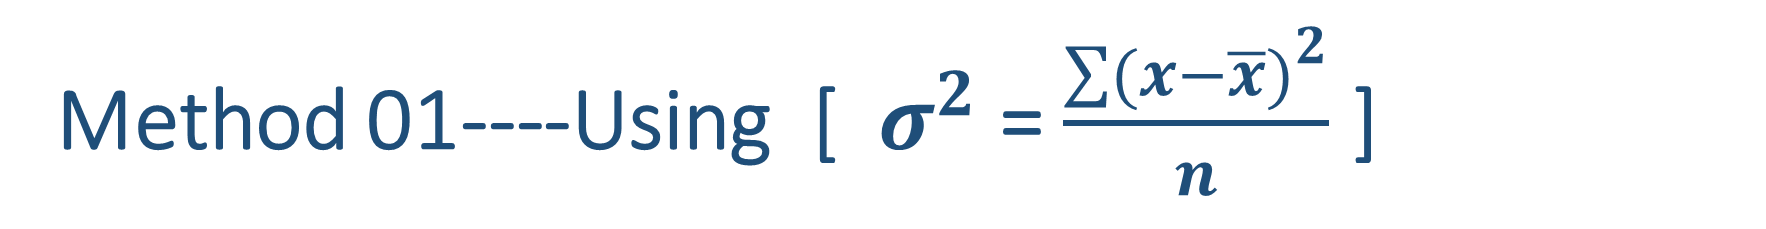 Method 01----Using [ σ² = ∑(x−x̅)² / n ]